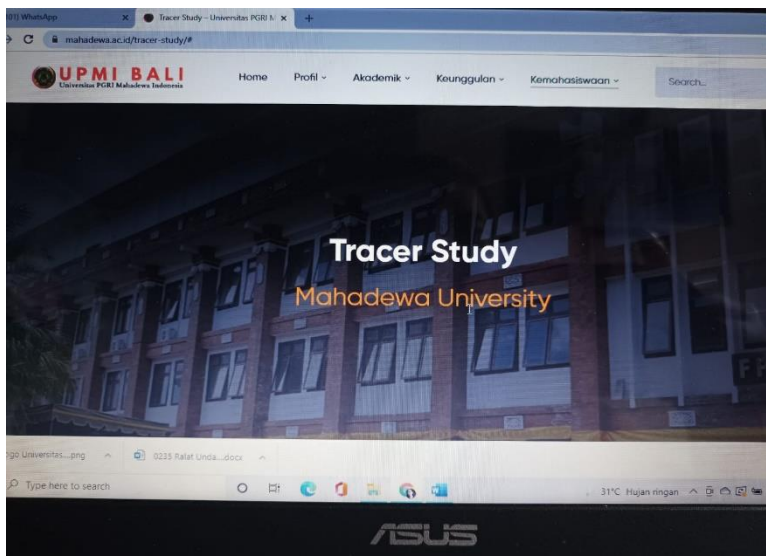 01) WhatsApp
Tracer Study – Universitas PGRI M
mahadewa.ac.id/tracer-study/#
UPMI BALI
Universitas PGRI Mahadewa Indonesia
Home Profil Akademik Keunggulan Kemahasiswaan Search...
Tracer Study
Mahadewa University
ogo Universitas....png 0235 Ralat Unda....docx
Type here to search
31°C Hujan ringan
ASUS